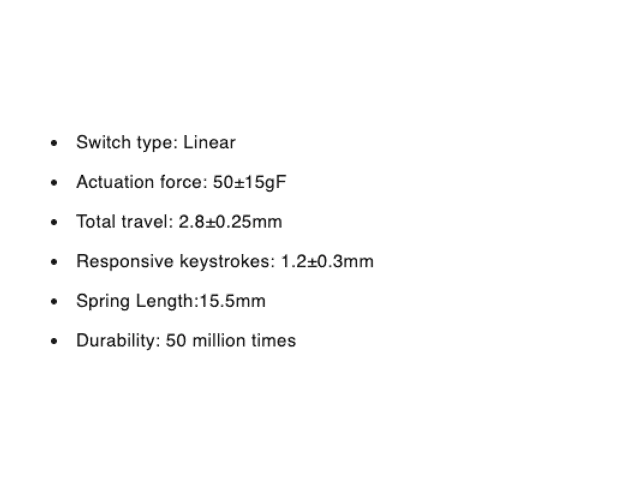 • Switch type: Linear
• Actuation force: 50±15gF
• Total travel: 2.8±0.25mm
• Responsive keystrokes: 1.2±0.3mm
• Spring Length:15.5mm
• Durability: 50 million times